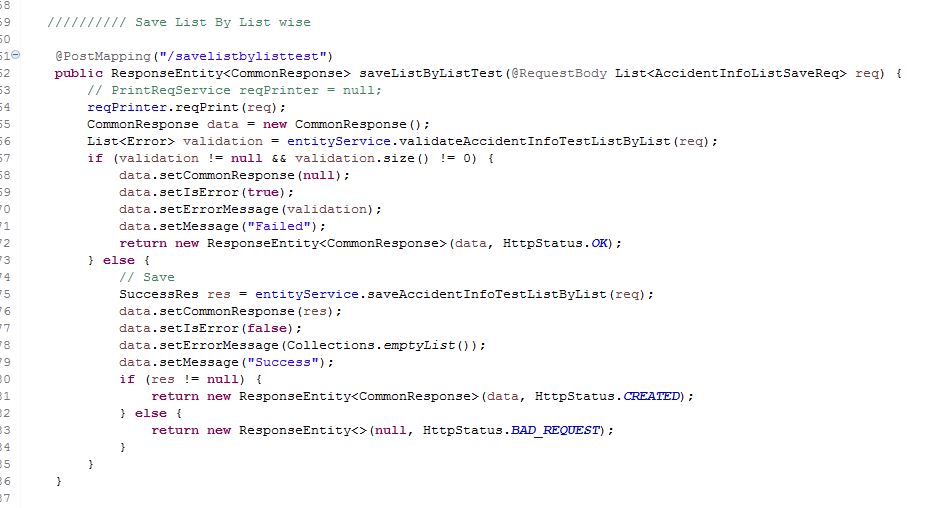 58
59 ////////// Save List By List wise
60
61 @PostMapping("/savelistbylisttest")
62 public ResponseEntity<CommonResponse> saveListByListTest(@RequestBody List<AccidentInfoListSaveReq> req) {
63 // PrintReqService reqPrinter = null;
64 reqPrinter.reqPrint(req);
65 CommonResponse data = new CommonResponse();
66 List<Error> validation = entityService.validateAccidentInfoTestListByList(req);
67 if (validation != null && validation.size() != 0) {
68 data.setCommonResponse(null);
69 data.setIsError(true);
70 data.setErrorMessage(validation);
71 data.setMessage("Failed");
72 return new ResponseEntity<CommonResponse>(data, HttpStatus.OK);
73 } else {
74 // Save
75 SuccessRes res = entityService.saveAccidentInfoTestListByList(req);
76 data.setCommonResponse(res);
77 data.setIsError(false);
78 data.setErrorMessage(Collections.emptyList());
79 data.setMessage("Success");
80 if (res != null) {
81 return new ResponseEntity<CommonResponse>(data, HttpStatus.CREATED);
82 } else {
83 return new ResponseEntity<>(null, HttpStatus.BAD_REQUEST);
84 }
85 }
86 }
87